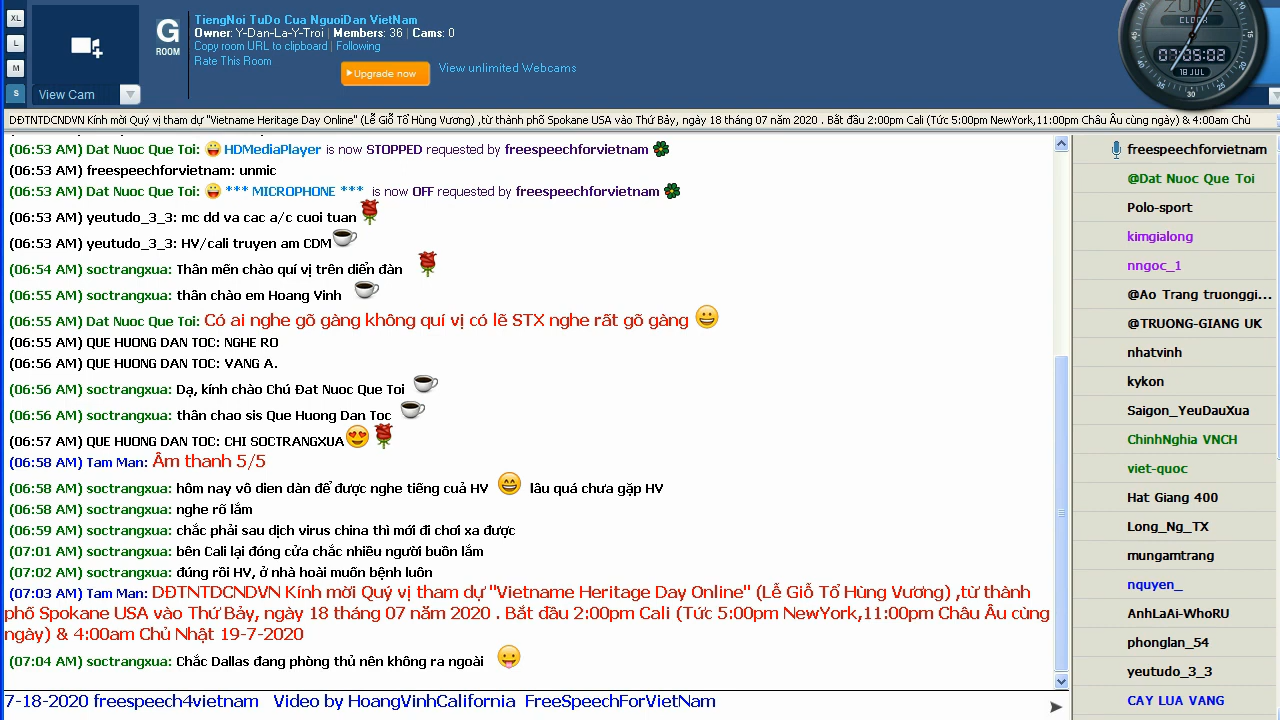 XL
L
M
S
View Cam
G
ROOM
TiengNoi TuDo Cua NguoiDan VietNam
Owner: Y-Dan-La-Y-Troi | Members: 36 | Cams: 0
Copy room URL to clipboard | Following
Rate This Room
Upgrade now
View unlimited Webcams
CLOCK
07:05:02
18 JUL
DĐTNTDCNDVN Kính mời Quý vị tham dự "Vietname Heritage Day Online" (Lễ Giỗ Tổ Hùng Vương) ,từ thành phố Spokane USA vào Thứ Bảy, ngày 18 tháng 07 năm 2020 . Bắt đầu 2:00pm Cali (Tức 5:00pm NewYork,11:00pm Châu Âu cùng ngày) & 4:00am Chủ
(06:53 AM) Dat Nuoc Que Toi: HDMediaPlayer is now STOPPED requested by freespeechforvietnam
(06:53 AM) freespeechforvietnam: unmic
(06:53 AM) Dat Nuoc Que Toi: *** MICROPHONE *** is now OFF requested by freespeechforvietnam
(06:53 AM) yeutudo_3_3: mc dd va cac a/c cuoi tuan
(06:53 AM) yeutudo_3_3: HV/cali truyen am CDM
(06:54 AM) soctrangxua: Thân mến chào quí vị trên diển đàn
(06:55 AM) soctrangxua: thân chào em Hoang Vinh
(06:55 AM) Dat Nuoc Que Toi: Có ai nghe gõ gàng không quí vị có lẽ STX nghe rất gõ gàng
(06:55 AM) QUE HUONG DAN TOC: NGHE RO
(06:56 AM) QUE HUONG DAN TOC: VANG A.
(06:56 AM) soctrangxua: Dạ, kính chào Chú Đat Nuoc Que Toi
(06:56 AM) soctrangxua: thân chao sis Que Huong Dan Toc
(06:57 AM) QUE HUONG DAN TOC: CHI SOCTRANGXUA
(06:58 AM) Tam Man: Âm thanh 5/5
(06:58 AM) soctrangxua: hôm nay vô dien dàn để được nghe tiếng cuả HV lâu quá chưa gặp HV
(06:58 AM) soctrangxua: nghe rõ lắm
(06:59 AM) soctrangxua: chắc phải sau dịch virus china thì mới đi chơi xa được
(07:01 AM) soctrangxua: bên Cali lại đóng cửa chắc nhiều người buồn lắm
(07:02 AM) soctrangxua: đúng rồi HV, ở nhà hoài muốn bệnh luôn
(07:03 AM) Tam Man: DĐTNTDCNDVN Kính mời Quý vị tham dự "Vietname Heritage Day Online" (Lễ Giỗ Tổ Hùng Vương) ,từ thành
phố Spokane USA vào Thứ Bảy, ngày 18 tháng 07 năm 2020 . Bắt đầu 2:00pm Cali (Tức 5:00pm NewYork,11:00pm Châu Âu cùng
ngày) & 4:00am Chủ Nhật 19-7-2020
(07:04 AM) soctrangxua: Chắc Dallas đang phòng thủ nên không ra ngoài
7-18-2020 freespeech4vietnam Video by HoangVinhCalifornia FreeSpeechForVietNam
freespeechforvietnam
@Dat Nuoc Que Toi
Polo-sport
kimgialong
nngoc_1
@Ao Trang truonggi...
@TRUONG-GIANG UK
nhatvinh
kykon
Saigon_YeuDauXua
ChinhNghia VNCH
viet-quoc
Hat Giang 400
Long_Ng_TX
mungamtrang
nguyen_
AnhLaAi-WhoRU
phonglan_54
yeutudo_3_3
CAY LUA VANG